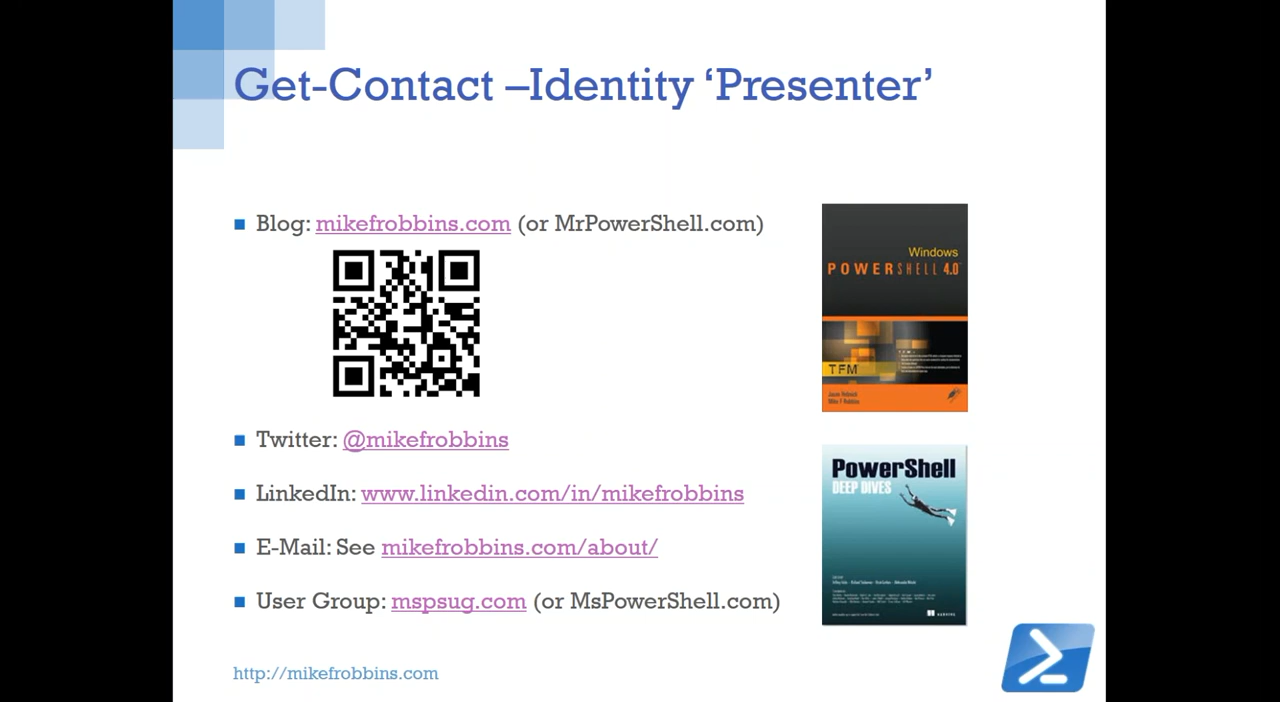 Get-Contact –Identity ‘Presenter’
Blog: mikefrobbins.com (or MrPowerShell.com)
Twitter: @mikefrobbins
LinkedIn: www.linkedin.com/in/mikefrobbins
E-Mail: See mikefrobbins.com/about/
User Group: mspsug.com (or MsPowerShell.com)
http://mikefrobbins.com
Windows
POWERSHELL 4.0
TFM
PowerShell
DEEP DIVES
MANNING